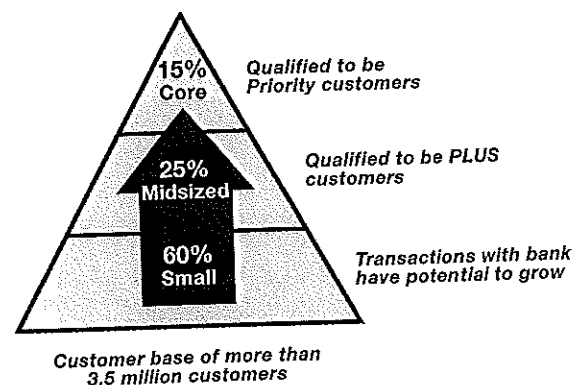 15%
Core
Qualified to be
Priority customers
25%
Midsized
Qualified to be PLUS
customers
60%
Small
Transactions with bank
have potential to grow
Customer base of more than
3.5 million customers